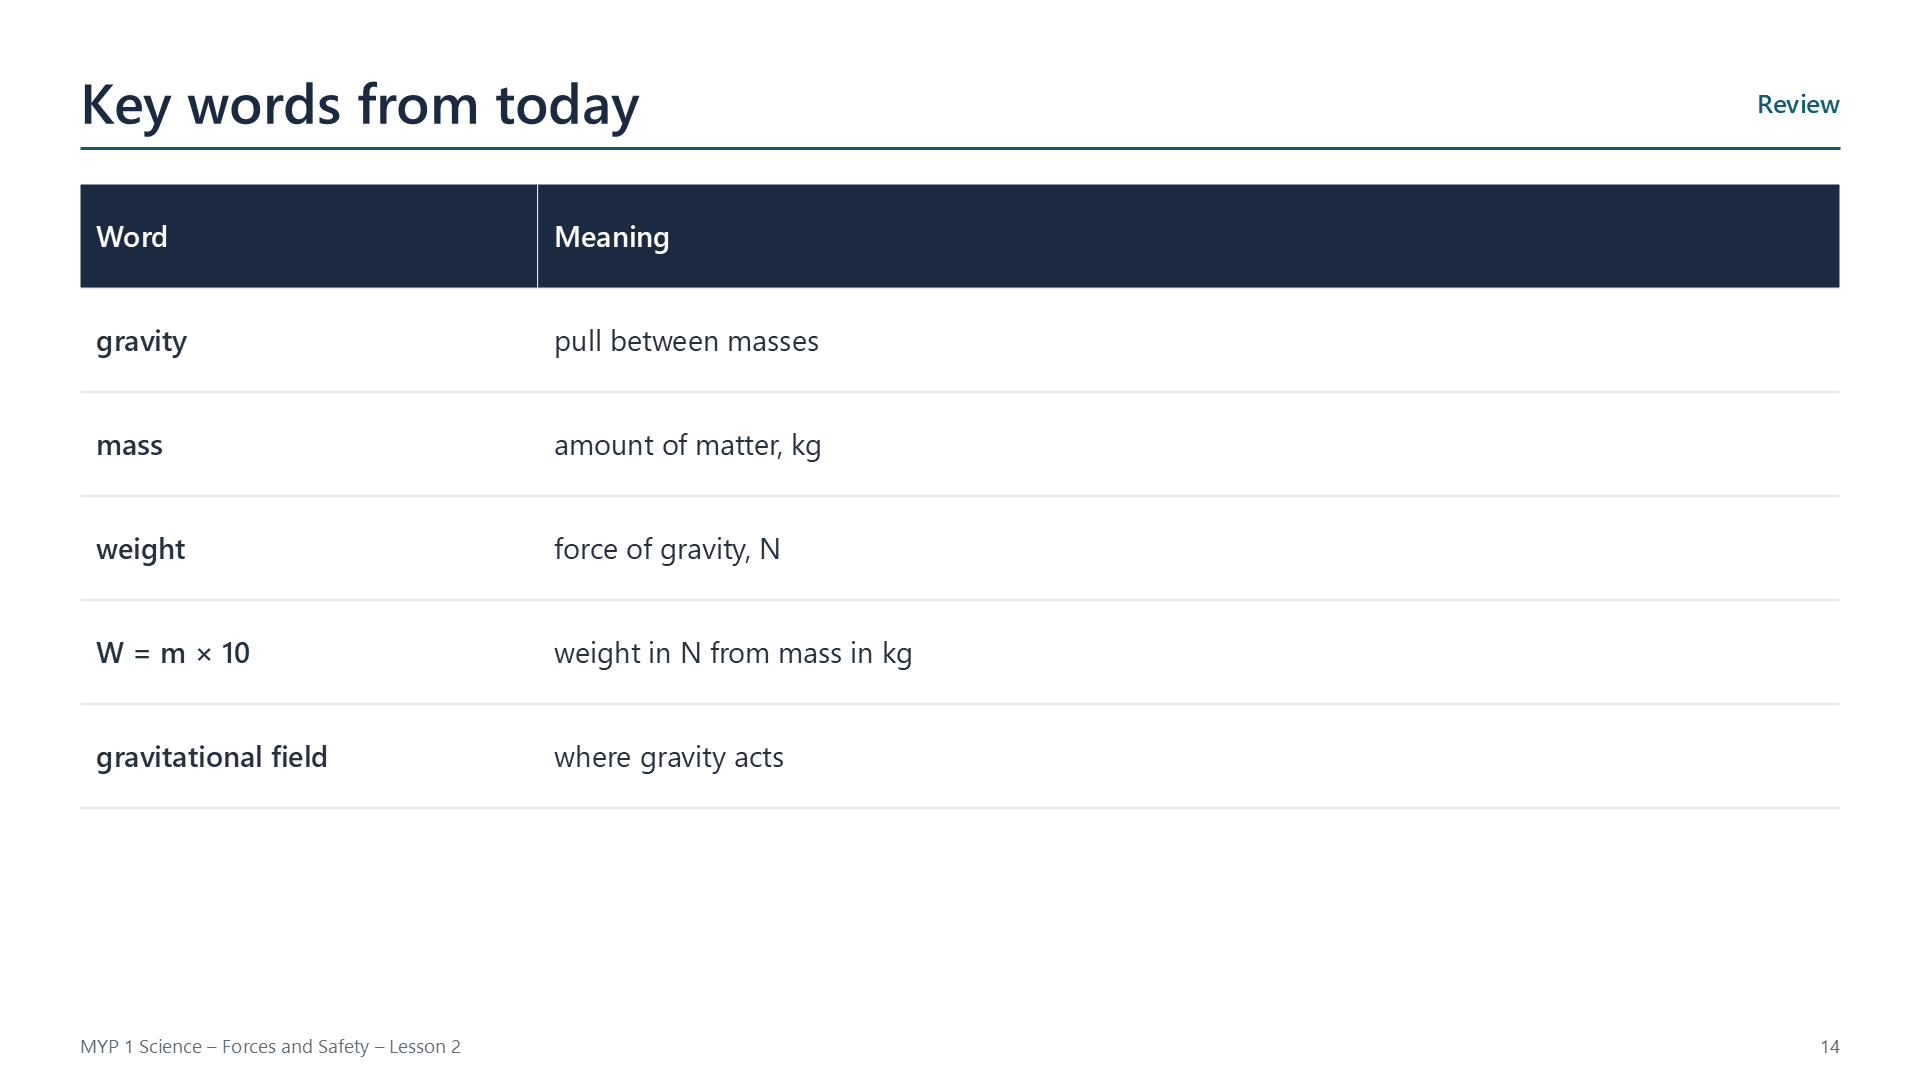 Key words from today
Review
Word Meaning
gravity pull between masses
mass amount of matter, kg
weight force of gravity, N
W = m × 10 weight in N from mass in kg
gravitational field where gravity acts
MYP 1 Science – Forces and Safety – Lesson 2
14